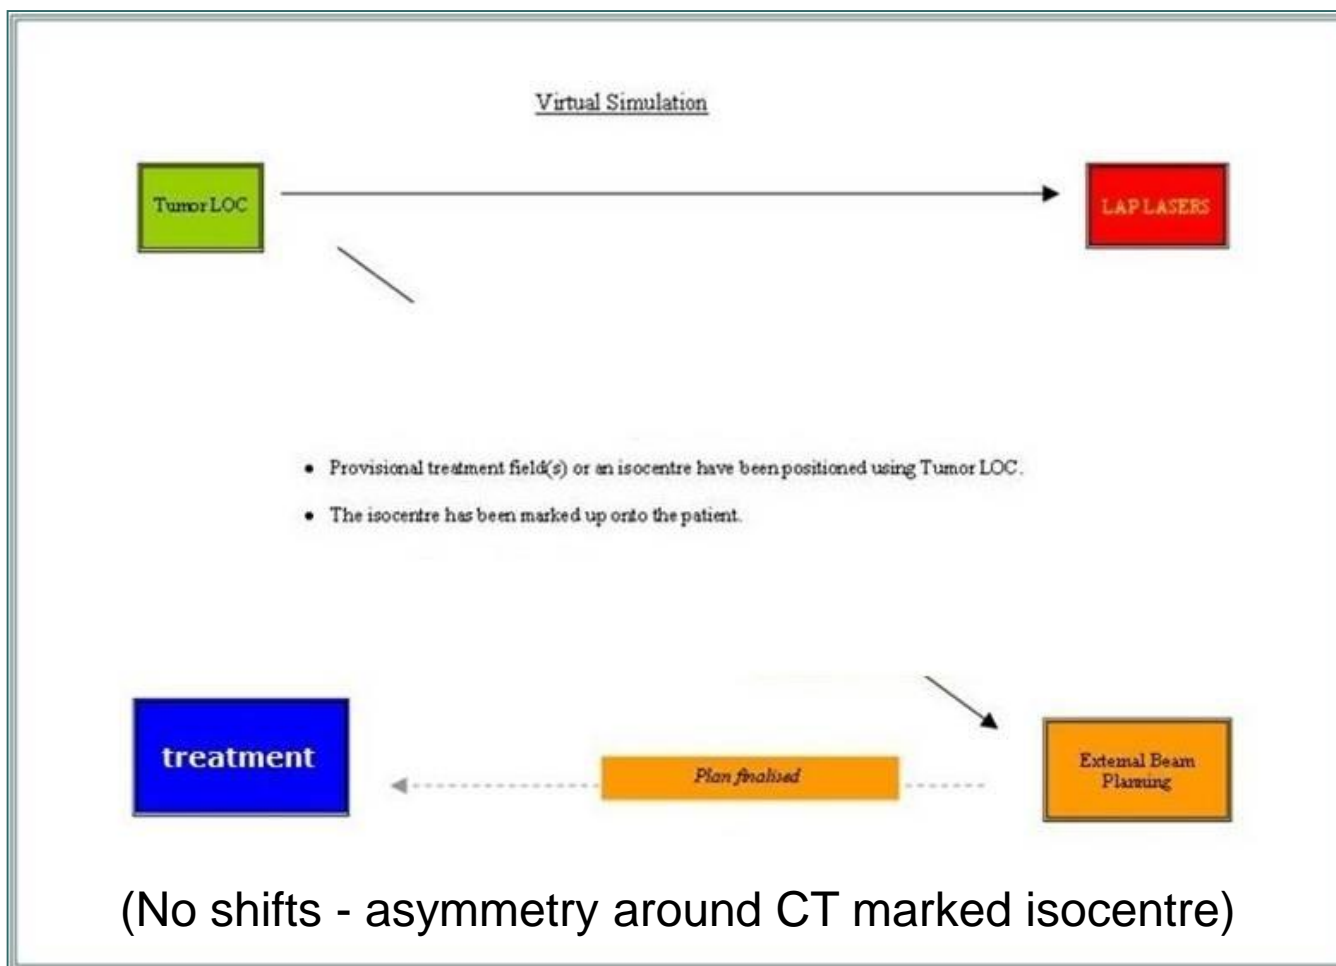 Virtual Simulation
Tumor LOC
LAP LASERS
• Provisional treatment field(s) or an isocentre have been positioned using Tumor LOC.
• The isocentre has been marked up onto the patient.
treatment
Plan finalised
External Beam
Planning
(No shifts - asymmetry around CT marked isocentre)